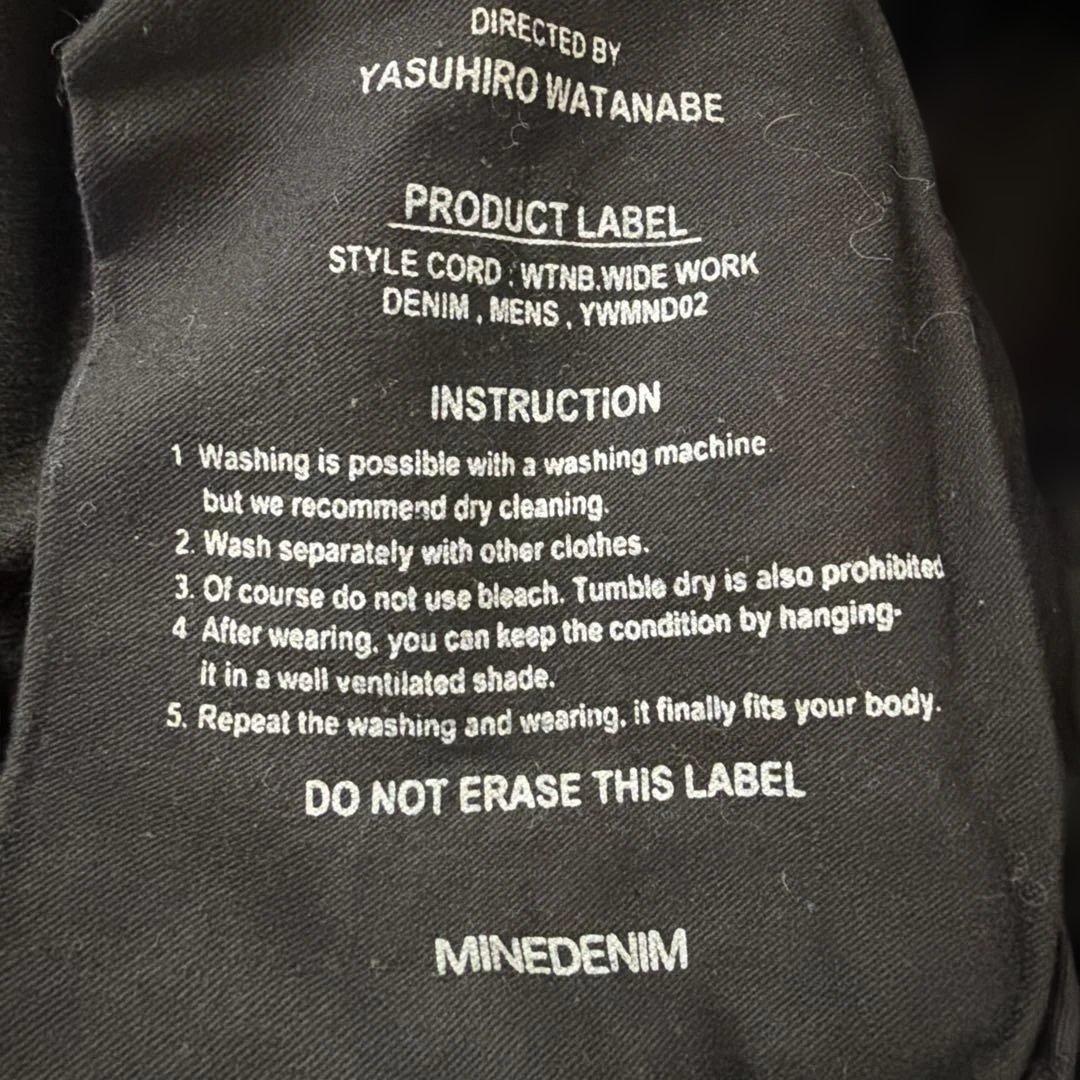 DIRECTED BY
YASUHIRO WATANABE
PRODUCT LABEL
STYLE CORD : WTNB.WIDE WORK
DENIM , MENS , YWMND02
INSTRUCTION
1 Washing is possible with a washing machine.
but we recommend dry cleaning.
2. Wash separately with other clothes.
3. Of course do not use bleach. Tumble dry is also prohibited
4 After wearing, you can keep the condition by hanging-
it in a well ventilated shade.
5. Repeat the washing and wearing, it finally fits your body.
DO NOT ERASE THIS LABEL
MINEDENIM